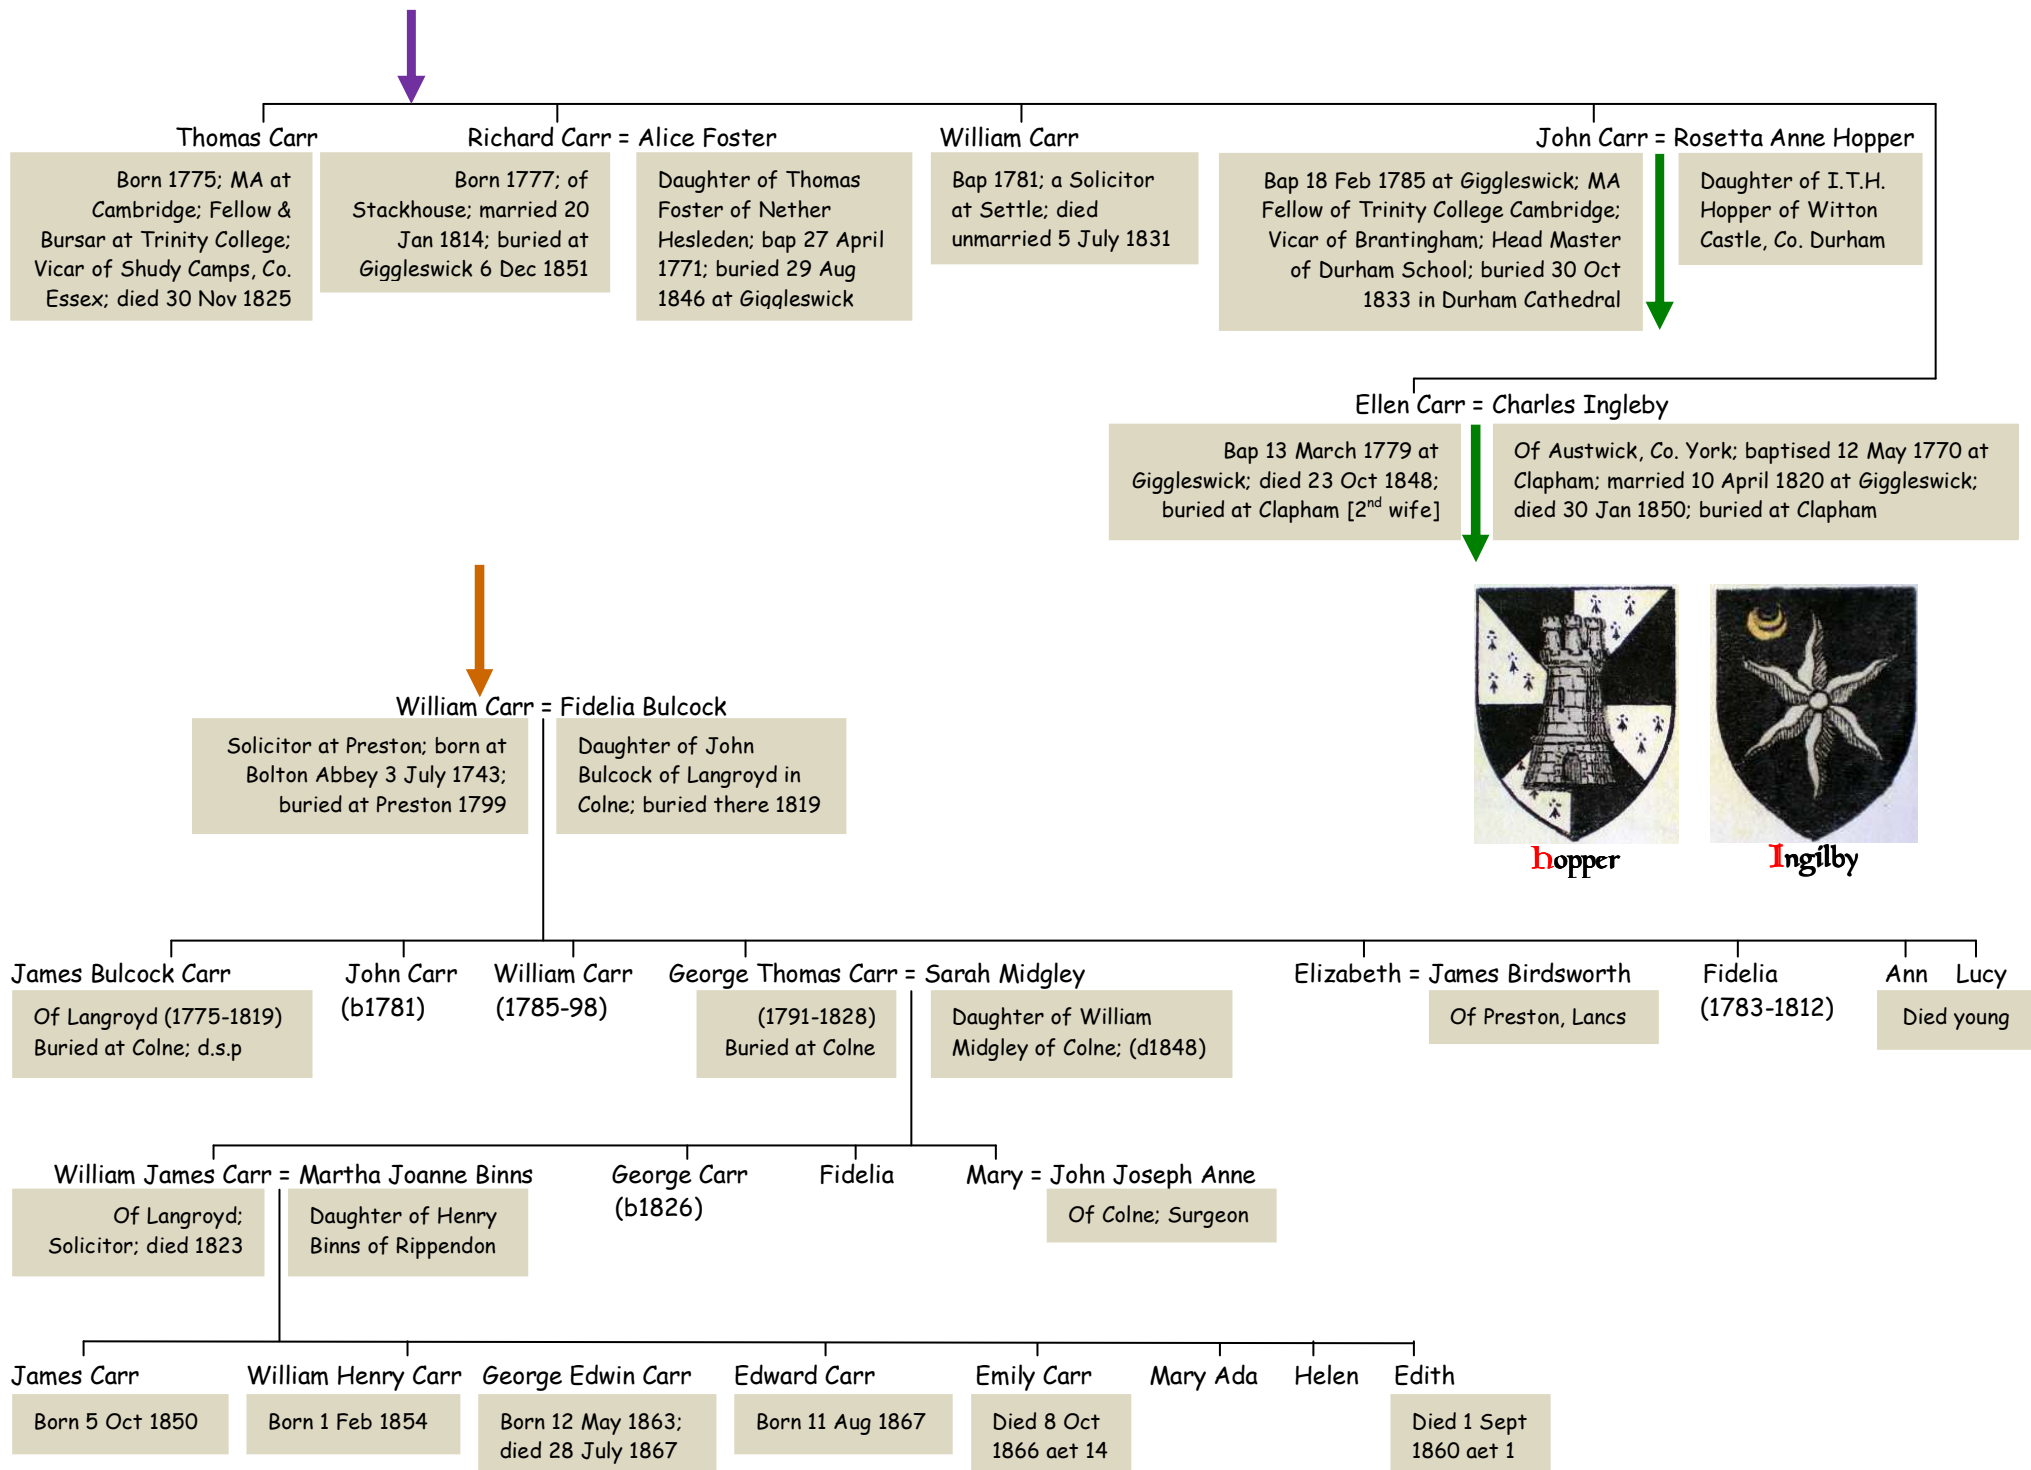 Thomas Carr
Born 1775; MA at
Cambridge; Fellow &
Bursar at Trinity College;
Vicar of Shudy Camps, Co.
Essex; died 30 Nov 1825
Richard Carr = Alice Foster
Born 1777; of
Stackhouse; married 20
Jan 1814; buried at
Giggleswick 6 Dec 1851
Daughter of Thomas
Foster of Nether
Hesleden; bap 27 April
1771; buried 29 Aug
1846 at Giggleswick
William Carr
Bap 1781; a Solicitor
at Settle; died
unmarried 5 July 1831
John Carr = Rosetta Anne Hopper
Bap 18 Feb 1785 at Giggleswick; MA
Fellow of Trinity College Cambridge;
Vicar of Brantingham; Head Master
of Durham School; buried 30 Oct
1833 in Durham Cathedral
Daughter of I.T.H.
Hopper of Witton
Castle, Co. Durham
Ellen Carr = Charles Ingleby
Bap 13 March 1779 at
Giggleswick; died 23 Oct 1848;
buried at Clapham [2nd wife]
Of Austwick, Co. York; baptised 12 May 1770 at
Clapham; married 10 April 1820 at Giggleswick;
died 30 Jan 1850; buried at Clapham
hopper
Ingilby
William Carr = Fidelia Bulcock
Solicitor at Preston; born at
Bolton Abbey 3 July 1743;
buried at Preston 1799
Daughter of John
Bulcock of Langroyd in
Colne; buried there 1819
James Bulcock Carr
Of Langroyd (1775-1819)
Buried at Colne; d.s.p
John Carr
(b1781)
William Carr
(1785-98)
George Thomas Carr = Sarah Midgley
(1791-1828)
Buried at Colne
Daughter of William
Midgley of Colne; (d1848)
Elizabeth = James Birdsworth
Of Preston, Lancs
Fidelia
(1783-1812)
Ann Lucy
Died young
William James Carr = Martha Joanne Binns
Of Langroyd;
Solicitor; died 1823
Daughter of Henry
Binns of Rippendon
George Carr
(b1826)
Fidelia
Mary = John Joseph Anne
Of Colne; Surgeon
James Carr
Born 5 Oct 1850
William Henry Carr
Born 1 Feb 1854
George Edwin Carr
Born 12 May 1863;
died 28 July 1867
Edward Carr
Born 11 Aug 1867
Emily Carr
Died 8 Oct
1866 aet 14
Mary Ada
Helen
Edith
Died 1 Sept
1860 aet 1